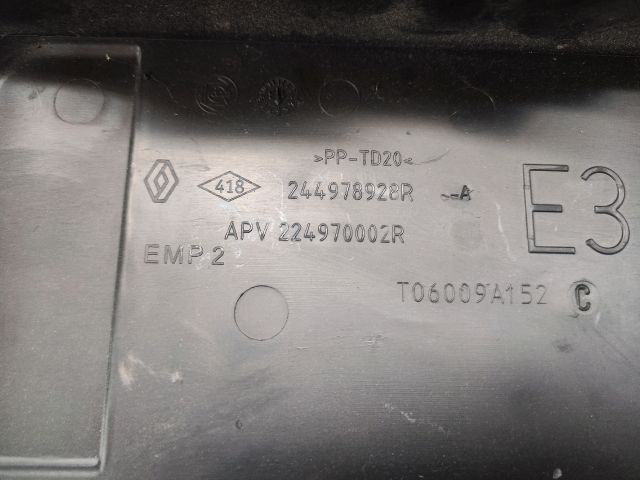 >PP-TD20<
418 244978928R --A
E3
APV 224970002R
EMP 2
T06009A152 C